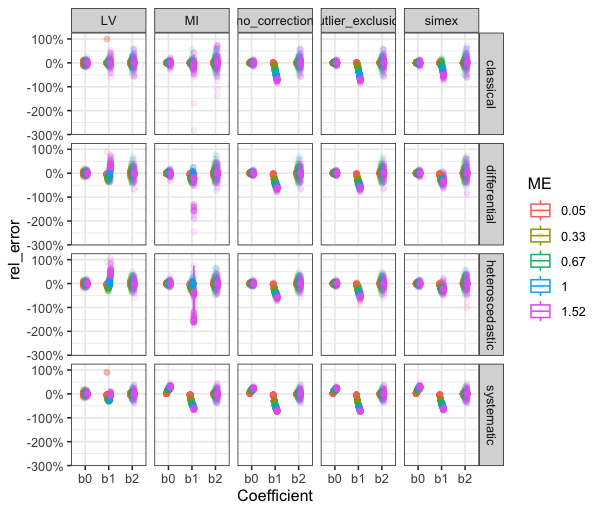 LV MI no_correction utlier_exclusio simex
100%
0%
-100%
-200%
-300%
classical
100%
0%
-100%
-200%
-300%
differential
100%
0%
-100%
-200%
-300%
heteroscedastic
100%
0%
-100%
-200%
-300%
systematic
rel_error
b0 b1 b2 b0 b1 b2 b0 b1 b2 b0 b1 b2 b0 b1 b2
Coefficient
ME
0.05
0.33
0.67
1
1.52